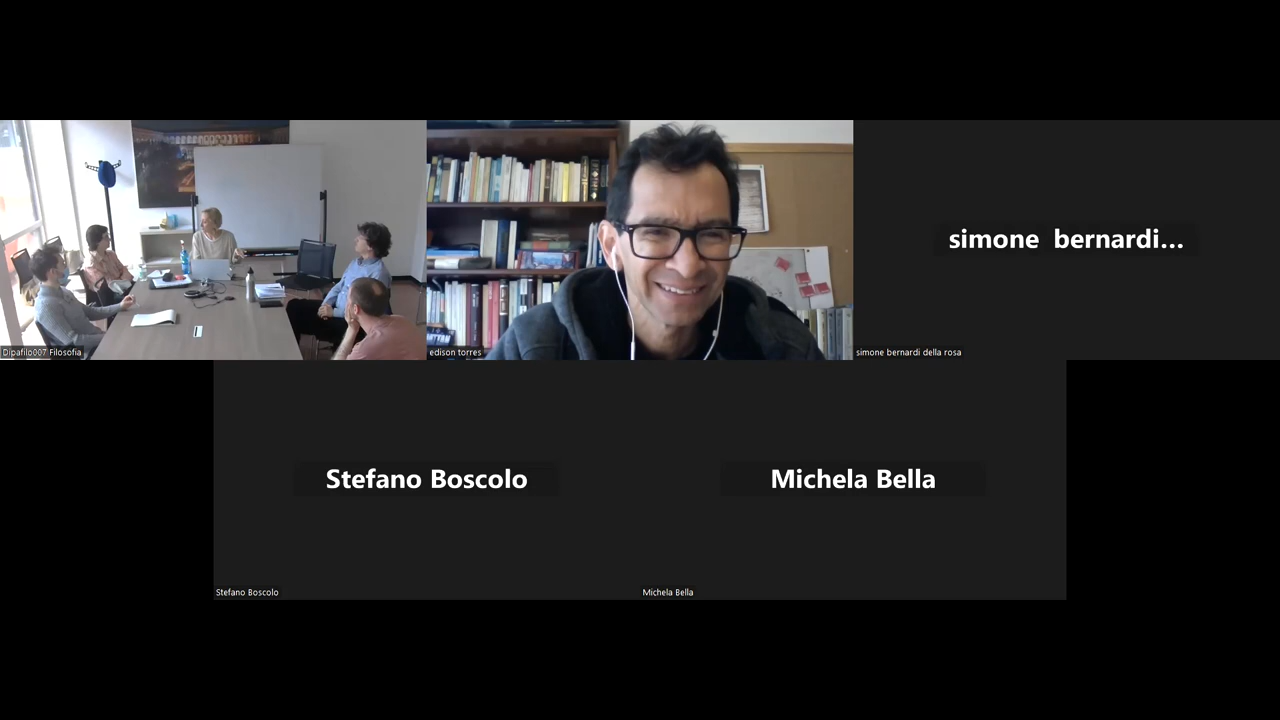 simone bernardi...
Dipafilo007 Filosofia
edison torres
simone bernardi della rosa
Stefano Boscolo
Michela Bella
Stefano Boscolo
Michela Bella